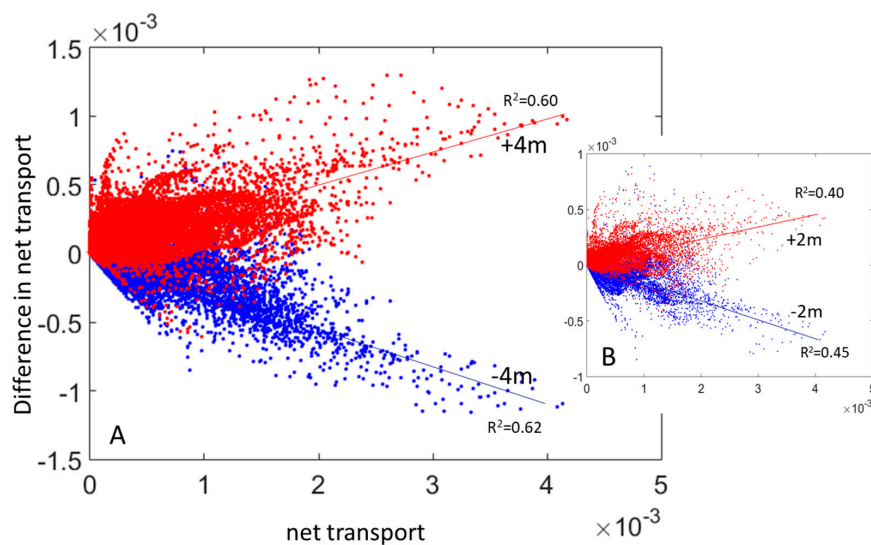 ×10⁻³
1.5
1
0.5
0
-0.5
-1
-1.5
Difference in net transport
R²=0.60
+4m
-4m
R²=0.62
A
0 1 2 3 4 5
net transport
×10⁻³
×10⁻³
1
0.5
0
-0.5
-1
R²=0.40
+2m
-2m
R²=0.45
B
0 1 2 3 4 5
×10⁻³